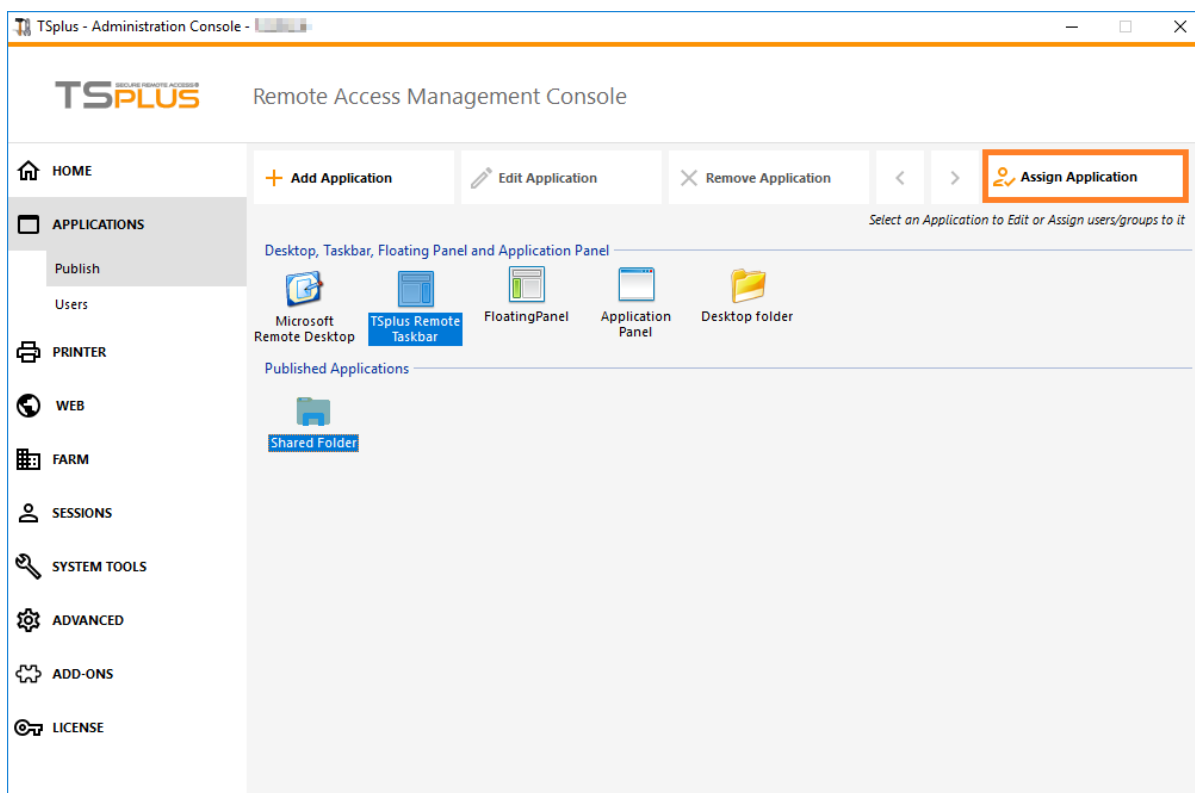 TSplus - Administration Console -
TSPLUS
SECURE REMOTE ACCESS®
Remote Access Management Console
HOME
APPLICATIONS
Publish
Users
PRINTER
WEB
FARM
SESSIONS
SYSTEM TOOLS
ADVANCED
ADD-ONS
LICENSE
Add Application
Edit Application
Remove Application
Assign Application
Select an Application to Edit or Assign users/groups to it
Desktop, Taskbar, Floating Panel and Application Panel
Microsoft
Remote Desktop
TSplus Remote
Taskbar
FloatingPanel
Application
Panel
Desktop folder
Published Applications
Shared Folder